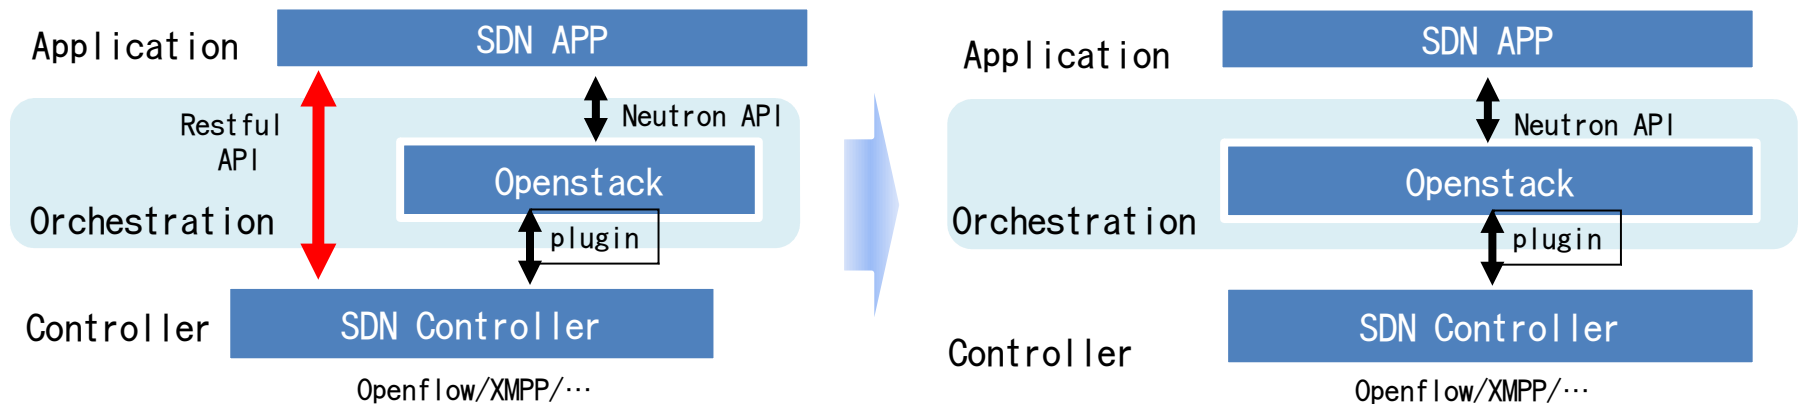 SDN APP
Application
Neutron API
Restful
API
Openstack
Orchestration
plugin
SDN Controller
Controller
Openflow/XMPP/…
SDN APP
Application
Neutron API
Openstack
Orchestration
plugin
SDN Controller
Controller
Openflow/XMPP/…